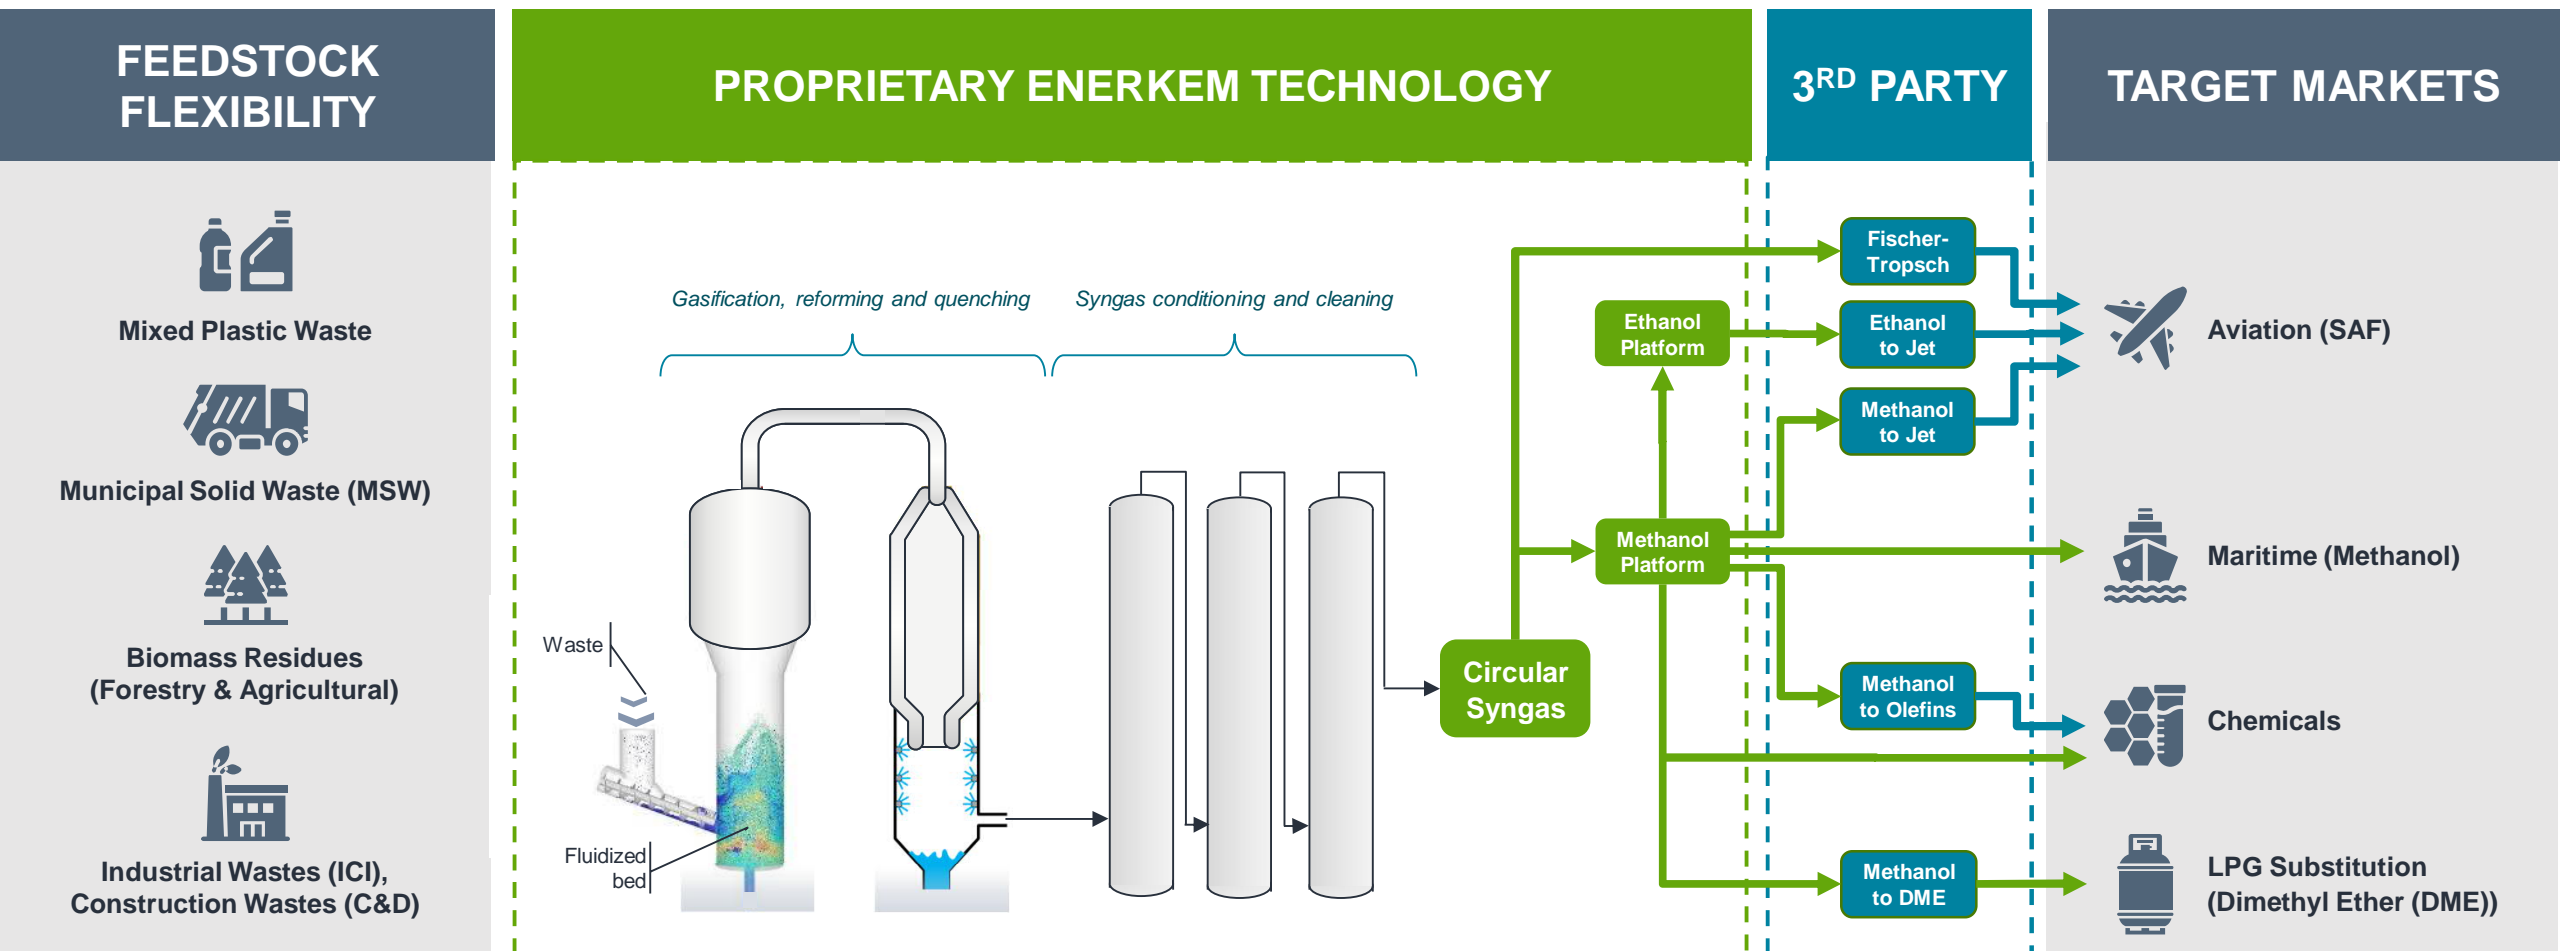 FEEDSTOCK
FLEXIBILITY
PROPRIETARY ENERKEM TECHNOLOGY
3RD PARTY
TARGET MARKETS
Mixed Plastic Waste
Municipal Solid Waste (MSW)
Biomass Residues
(Forestry & Agricultural)
Industrial Wastes (ICI),
Construction Wastes (C&D)
Gasification, reforming and quenching
Syngas conditioning and cleaning
Waste
Fluidized
bed
Circular
Syngas
Ethanol
Platform
Methanol
Platform
Fischer-
Tropsch
Ethanol
to Jet
Methanol
to Jet
Methanol
to Olefins
Methanol
to DME
Aviation (SAF)
Maritime (Methanol)
Chemicals
LPG Substitution
(Dimethyl Ether (DME))